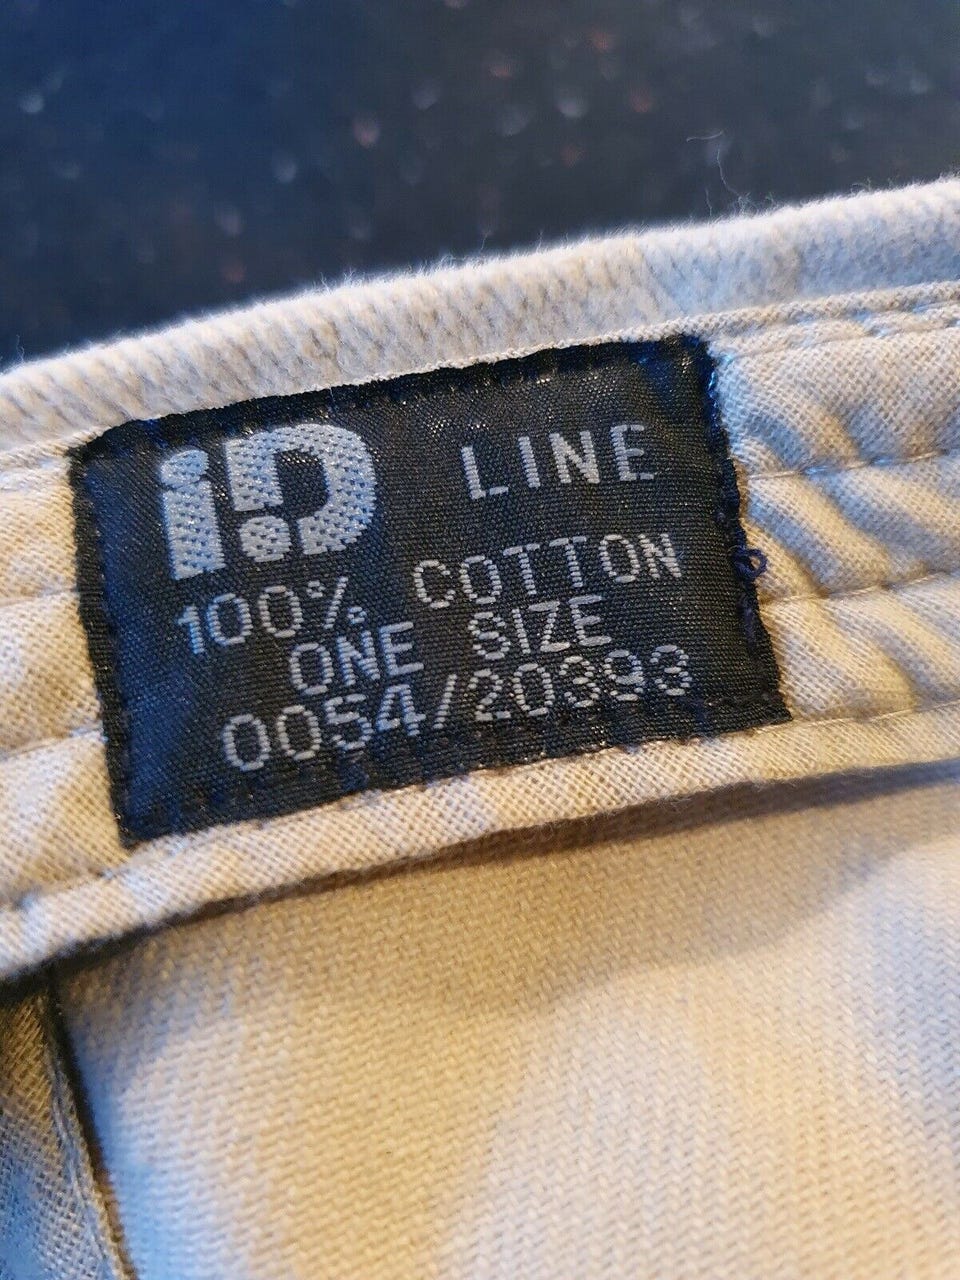 iD LINE
100% COTTON
ONE SIZE
0054/20393